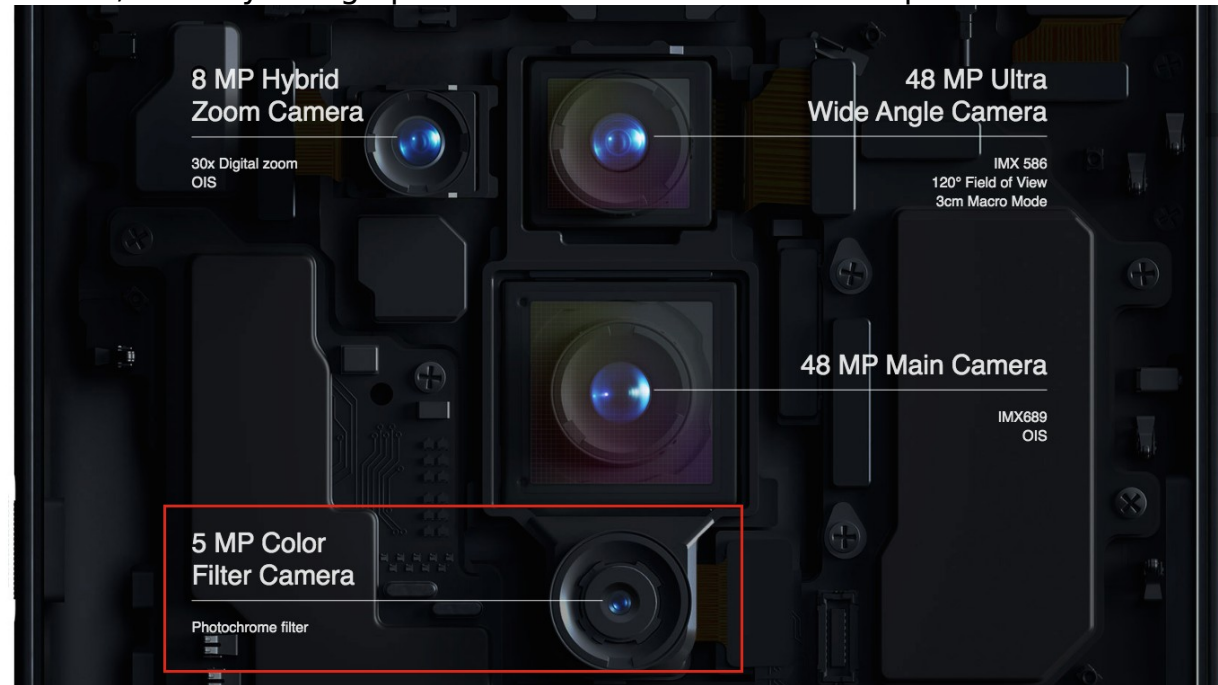 8 MP Hybrid
Zoom Camera
30x Digital zoom
OIS
48 MP Ultra
Wide Angle Camera
IMX 586
120° Field of View
3cm Macro Mode
48 MP Main Camera
IMX689
OIS
5 MP Color
Filter Camera
Photochrome filter